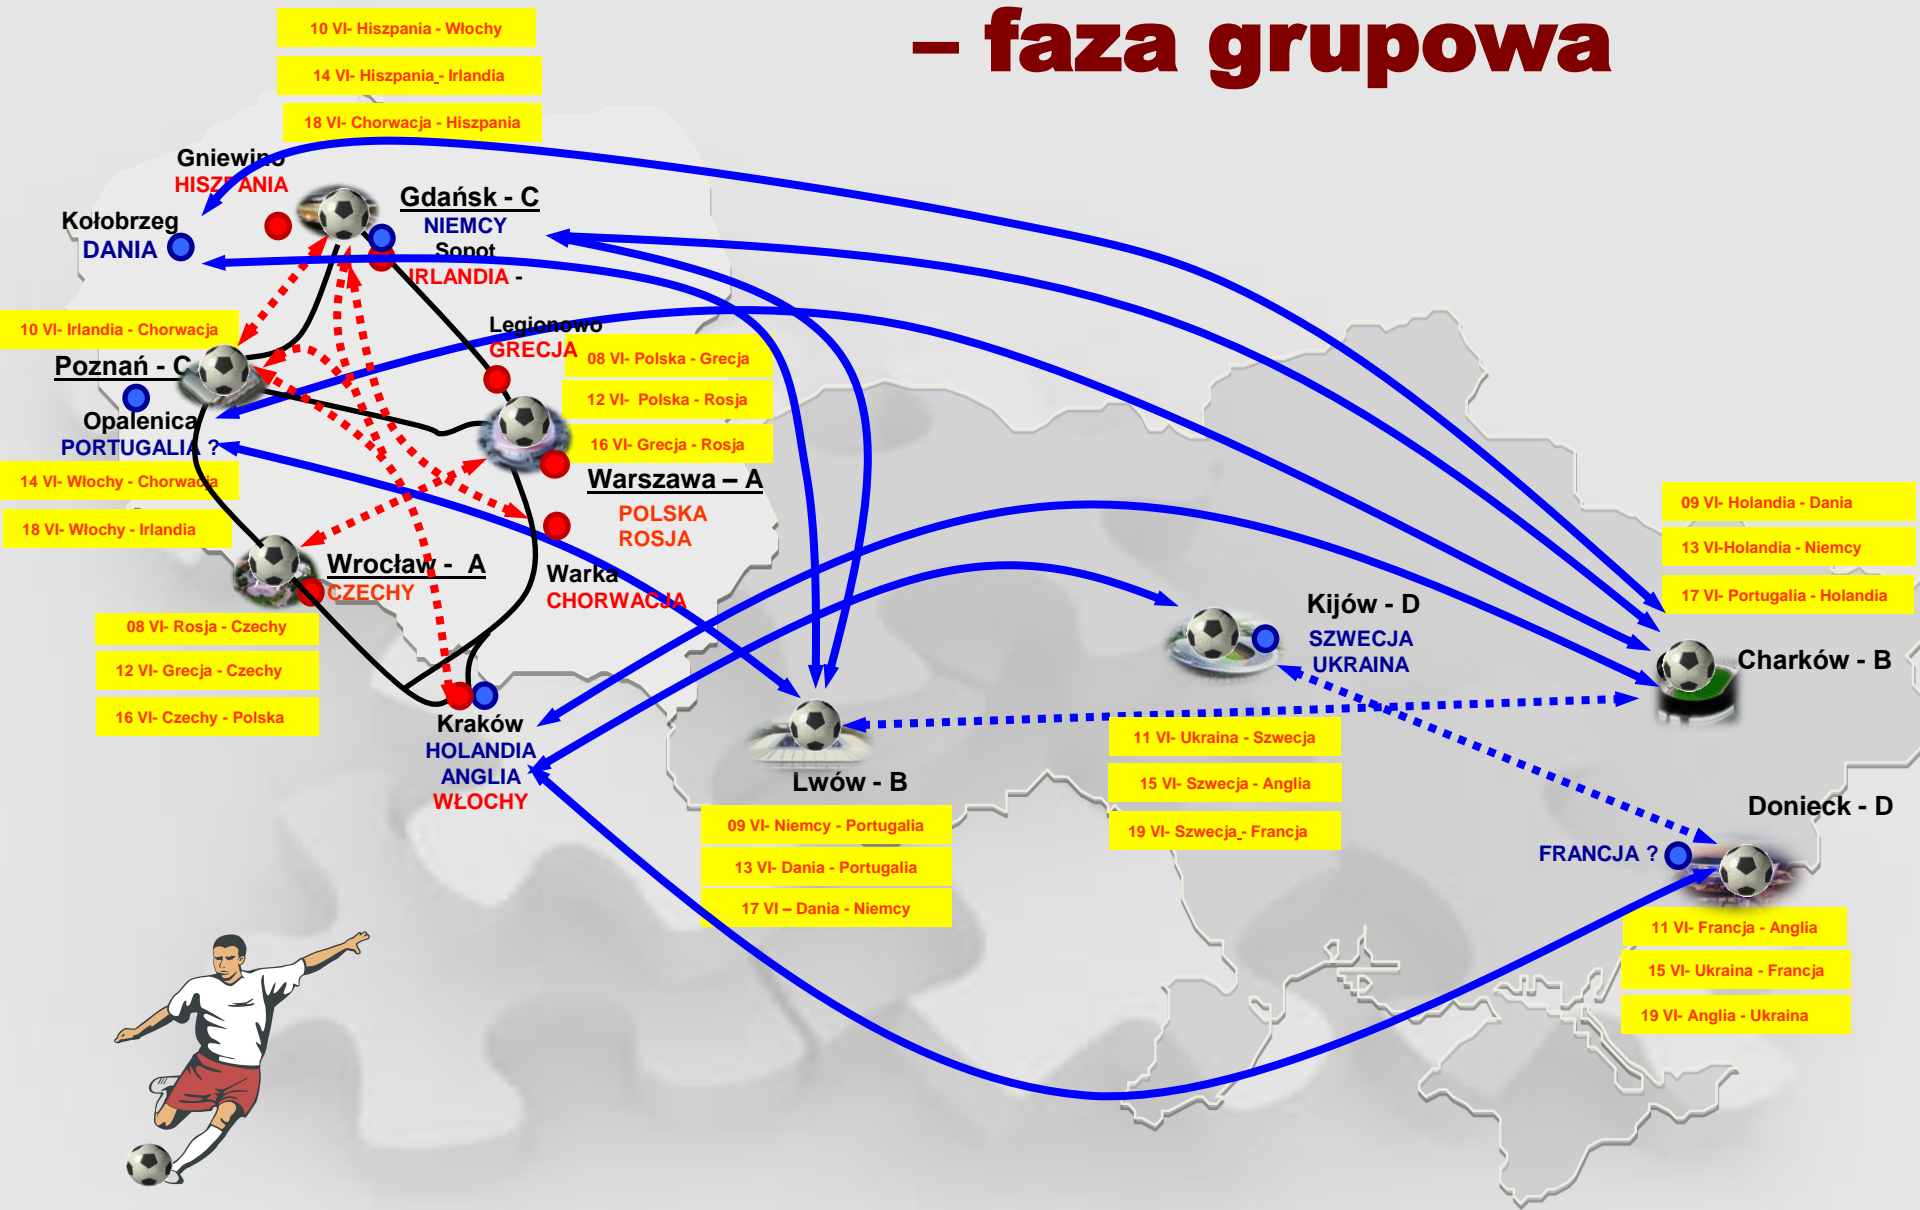 – faza grupowa
10 VI- Hiszpania - Włochy
14 VI- Hiszpania - Irlandia
18 VI- Chorwacja - Hiszpania
Gniewino
HISZPANIA
Kołobrzeg
DANIA
Gdańsk - C
NIEMCY
Sopot
IRLANDIA -
10 VI- Irlandia - Chorwacja
Poznań - C
Opalenica
PORTUGALIA ?
14 VI- Włochy - Chorwacja
18 VI- Włochy - Irlandia
Legionowo
GRECJA
08 VI- Polska - Grecja
12 VI- Polska - Rosja
16 VI- Grecja - Rosja
Warszawa – A
POLSKA
ROSJA
Warka
CHORWACJA
Wrocław - A
CZECHY
08 VI- Rosja - Czechy
12 VI- Grecja - Czechy
16 VI- Czechy - Polska
Kraków
HOLANDIA
ANGLIA
WŁOCHY
Lwów - B
09 VI- Niemcy - Portugalia
13 VI- Dania - Portugalia
17 VI – Dania - Niemcy
Kijów - D
SZWECJA
UKRAINA
11 VI- Ukraina - Szwecja
15 VI- Szwecja - Anglia
19 VI- Szwecja - Francja
09 VI- Holandia - Dania
13 VI-Holandia - Niemcy
17 VI- Portugalia - Holandia
Charków - B
Donieck - D
FRANCJA ?
11 VI- Francja - Anglia
15 VI- Ukraina - Francja
19 VI- Anglia - Ukraina